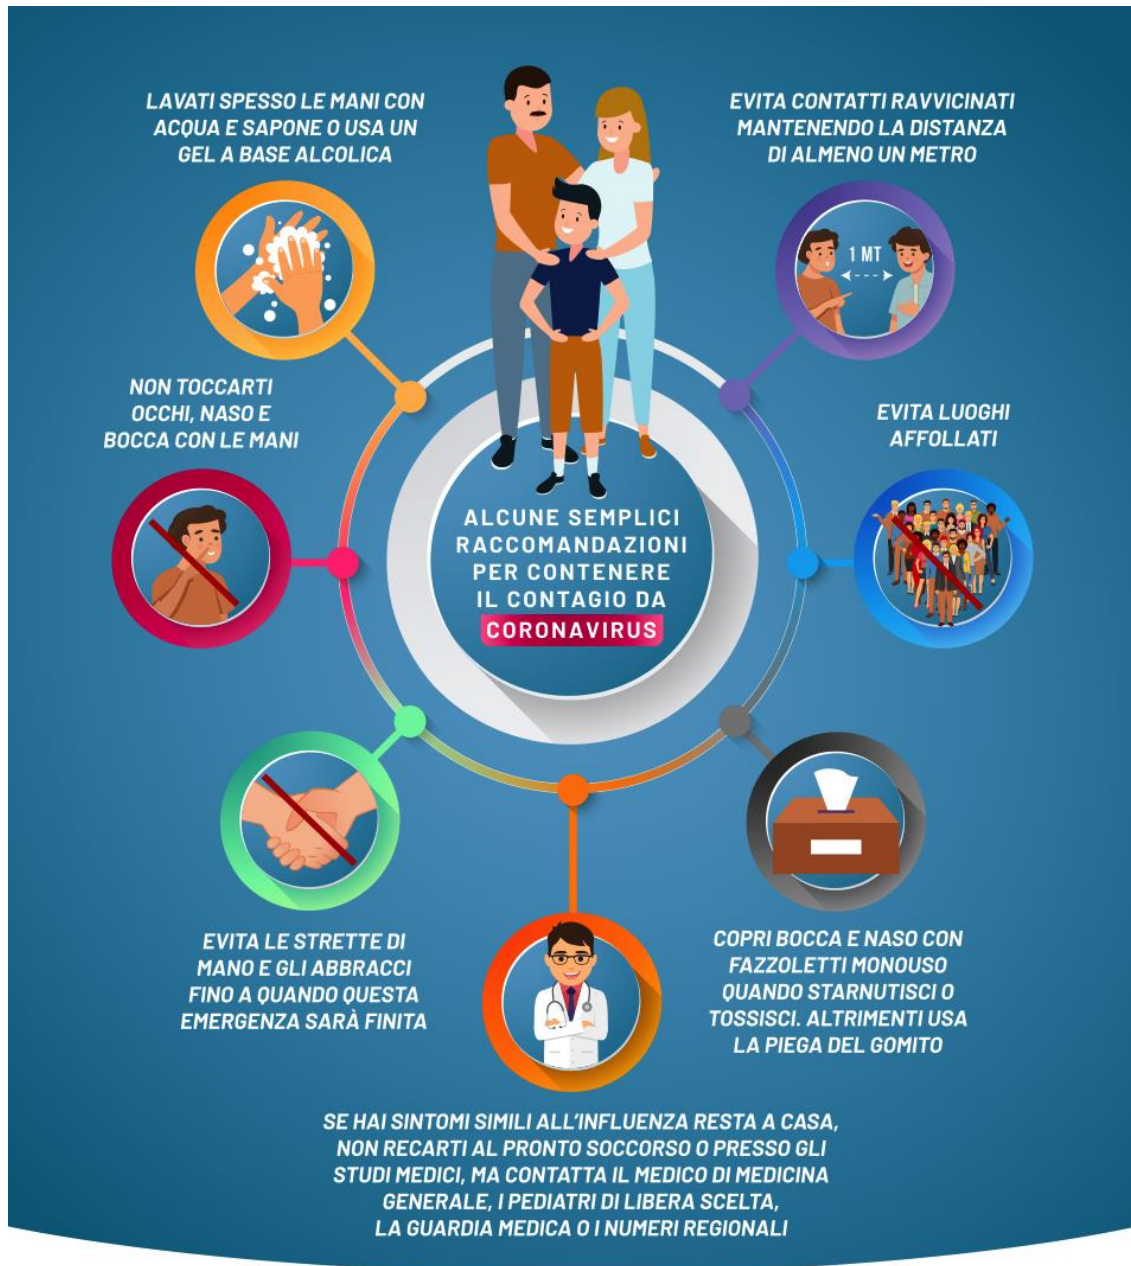 LAVATI SPESSO LE MANI CON
ACQUA E SAPONE O USA UN
GEL A BASE ALCOLICA
EVITA CONTATTI RAVVICINATI
MANTENENDO LA DISTANZA
DI ALMENO UN METRO
1 MT
NON TOCCARTI
OCCHI, NASO E
BOCCA CON LE MANI
EVITA LUOGHI
AFFOLLATI
ALCUNE SEMPLICI
RACCOMANDAZIONI
PER CONTENERE
IL CONTAGIO DA
CORONAVIRUS
EVITA LE STRETTE DI
MANO E GLI ABBRACCI
FINO A QUANDO QUESTA
EMERGENZA SARÀ FINITA
COPRI BOCCA E NASO CON
FAZZOLETTI MONOUSO
QUANDO STARNUTISCI O
TOSSISCI. ALTRIMENTI USA
LA PIEGA DEL GOMITO
SE HAI SINTOMI SIMILI ALL'INFLUENZA RESTA A CASA,
NON RECARTI AL PRONTO SOCCORSO O PRESSO GLI
STUDI MEDICI, MA CONTATTA IL MEDICO DI MEDICINA
GENERALE, I PEDIATRI DI LIBERA SCELTA,
LA GUARDIA MEDICA O I NUMERI REGIONALI